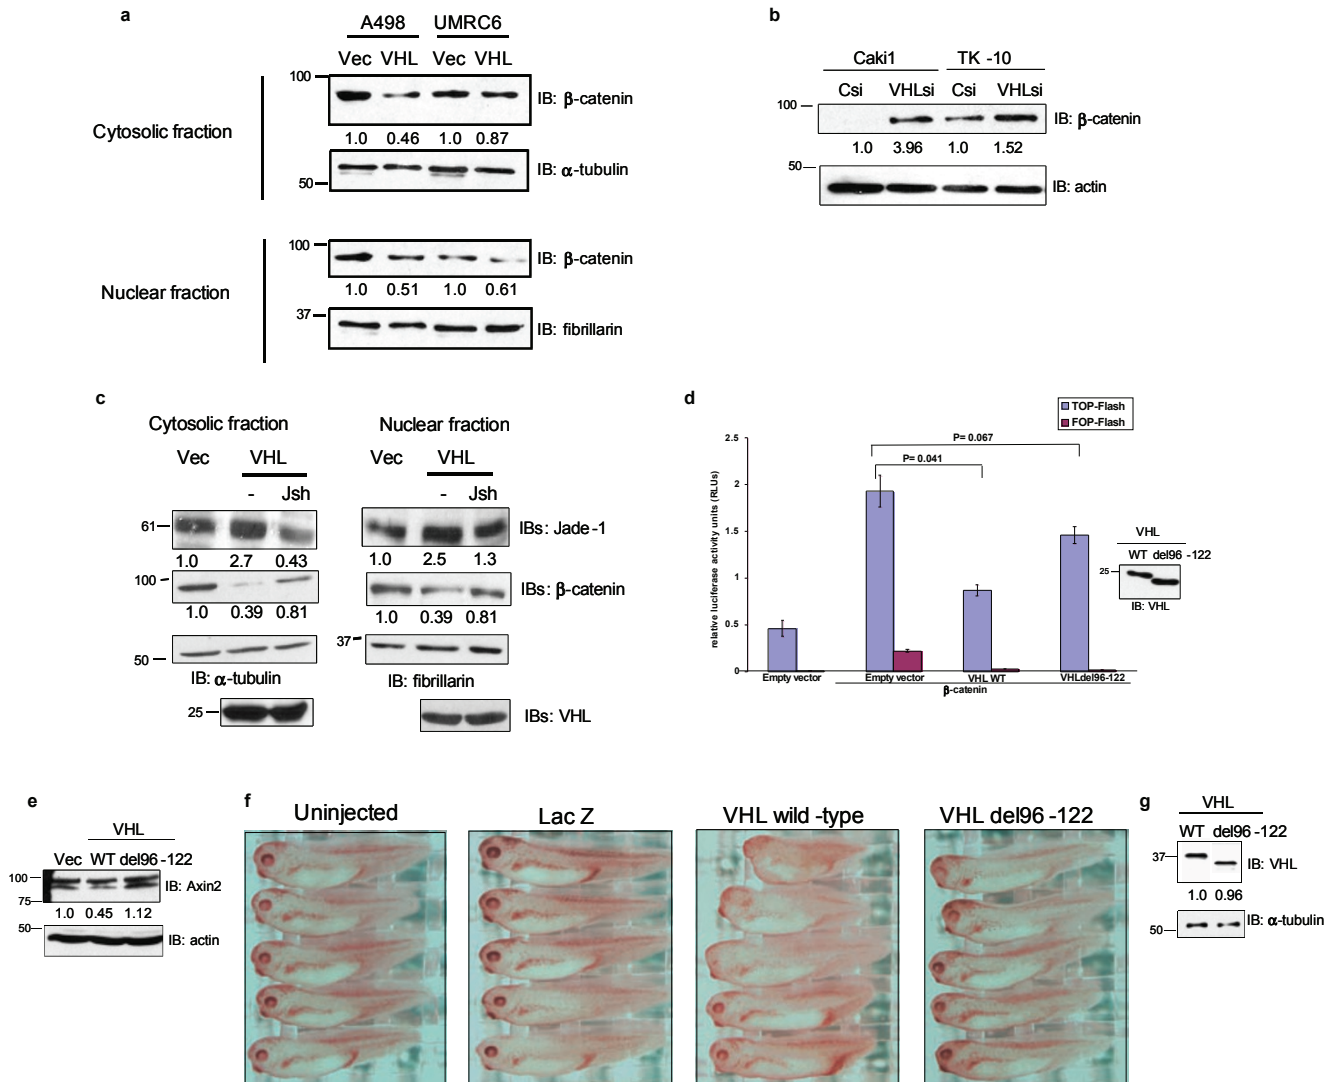 a
A498 UMRC6
Vec VHL Vec VHL
100
IB: β-catenin
Cytosolic fraction
1.0 0.46 1.0 0.87
IB: α-tubulin
50
100
IB: β-catenin
Nuclear fraction
1.0 0.51 1.0 0.61
37
IB: fibrillarin
b
Caki1 TK -10
Csi VHLsi Csi VHLsi
100
IB: β-catenin
1.0 3.96 1.0 1.52
50
IB: actin
c
Cytosolic fraction Nuclear fraction
Vec VHL Vec VHL
- Jsh - Jsh
61
IBs: Jade-1
1.0 2.7 0.43 1.0 2.5 1.3
100
IBs: β-catenin
1.0 0.39 0.81 1.0 0.39 0.81
50
37
IB: α-tubulin IB: fibrillarin
25
IBs: VHL
d
TOP-Flash
FOP-Flash
relative luciferase activity units (RLUs)
2.5
2
1.5
1
0.5
0
P= 0.067
P= 0.041
Empty vector Empty vector VHL WT VHLdel96-122
β-catenin
VHL
WT del96 -122
25
IB: VHL
e
VHL
Vec WT del96 -122
100
IB: Axin2
75
1.0 0.45 1.12
50
IB: actin
f
Uninjected Lac Z VHL wild -type VHL del96 -122
g
VHL
WT del96 -122
37
IB: VHL
1.0 0.96
50
IB: α-tubulin